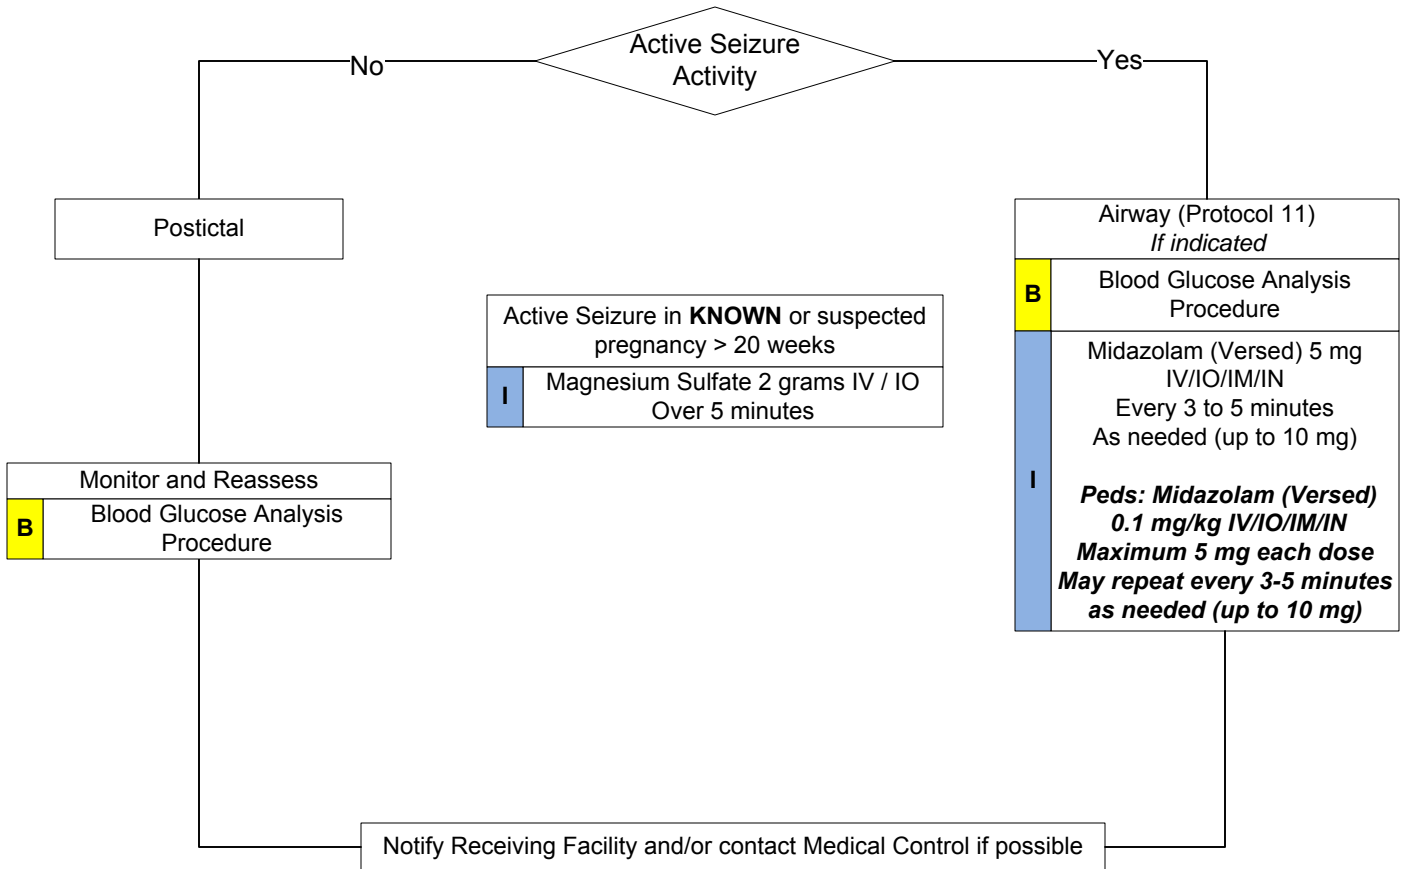 Active Seizure
Activity
No
Yes
Postictal
Airway (Protocol 11)
If indicated
B
Blood Glucose Analysis
Procedure
Active Seizure in KNOWN or suspected
pregnancy > 20 weeks
I
Magnesium Sulfate 2 grams IV / IO
Over 5 minutes
I
Midazolam (Versed) 5 mg
IV/IO/IM/IN
Every 3 to 5 minutes
As needed (up to 10 mg)
Peds: Midazolam (Versed)
0.1 mg/kg IV/IO/IM/IN
Maximum 5 mg each dose
May repeat every 3-5 minutes
as needed (up to 10 mg)
Monitor and Reassess
B
Blood Glucose Analysis
Procedure
Notify Receiving Facility and/or contact Medical Control if possible